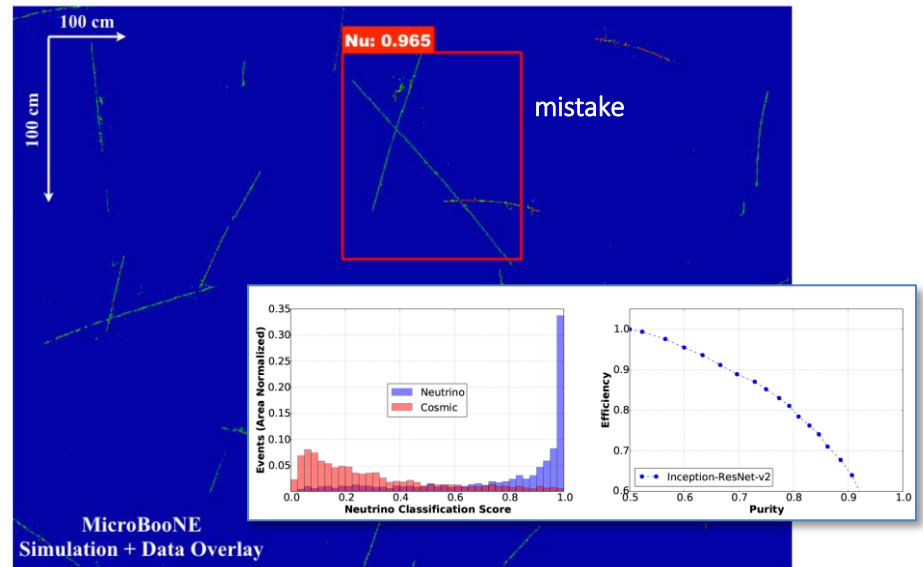 100 cm
100 cm
Nu: 0.965
mistake
0.35
0.30
0.25
0.20
0.15
0.10
0.05
0.0 0.2 0.4 0.6 0.8 1.0
Events (Area Normalized)
Neutrino
Cosmic
Neutrino Classification Score
1.0
0.9
0.8
0.7
0.6
0.5 0.6 0.7 0.8 0.9 1.0
Efficiency
Inception-ResNet-v2
Purity
MicroBooNE
Simulation + Data Overlay